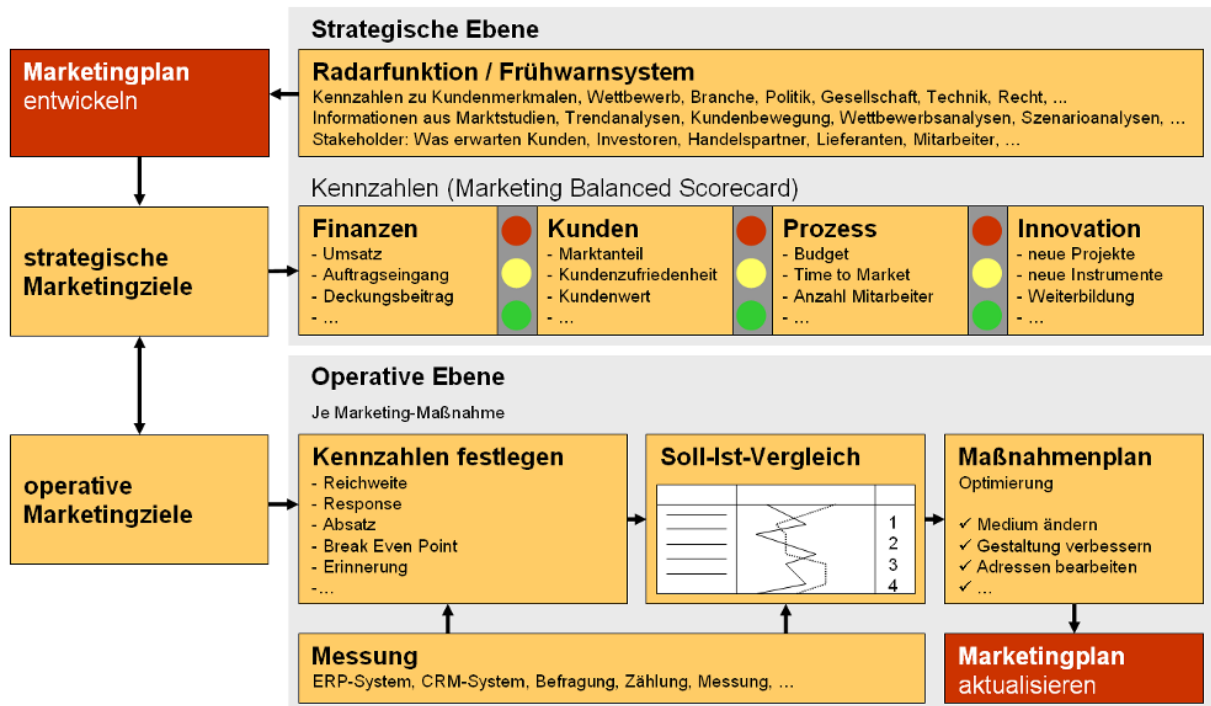 Strategische Ebene
Marketingplan
entwickeln
Radarfunktion / Frühwarnsystem
Kennzahlen zu Kundenmerkmalen, Wettbewerb, Branche, Politik, Gesellschaft, Technik, Recht, ...
Informationen aus Marktstudien, Trendanalysen, Kundenbewegung, Wettbewerbsanalysen, Szenarioanalysen, ...
Stakeholder: Was erwarten Kunden, Investoren, Handelspartner, Lieferanten, Mitarbeiter, ...
Kennzahlen (Marketing Balanced Scorecard)
strategische
Marketingziele
Finanzen
- Umsatz
- Auftragseingang
- Deckungsbeitrag
- ...
Kunden
- Marktanteil
- Kundenzufriedenheit
- Kundenwert
- ...
Prozess
- Budget
- Time to Market
- Anzahl Mitarbeiter
- ...
Innovation
- neue Projekte
- neue Instrumente
- Weiterbildung
- ...
Operative Ebene
Je Marketing-Maßnahme
operative
Marketingziele
Kennzahlen festlegen
- Reichweite
- Response
- Absatz
- Break Even Point
- Erinnerung
-...
Soll-Ist-Vergleich
1
2
3
4
Maßnahmenplan
Optimierung
✓ Medium ändern
✓ Gestaltung verbessern
✓ Adressen bearbeiten
✓ ...
Messung
ERP-System, CRM-System, Befragung, Zählung, Messung, ...
Marketingplan
aktualisieren